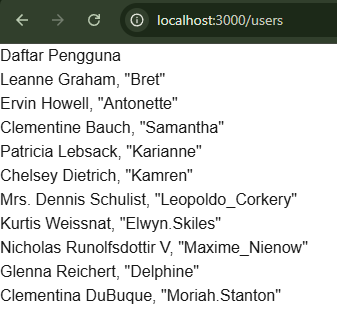 localhost:3000/users
Daftar Pengguna
Leanne Graham, "Bret"
Ervin Howell, "Antonette"
Clementine Bauch, "Samantha"
Patricia Lebsack, "Karianne"
Chelsey Dietrich, "Kamren"
Mrs. Dennis Schulist, "Leopoldo_Corkery"
Kurtis Weissnat, "Elwyn.Skiles"
Nicholas Runolfsdottir V, "Maxime_Nienow"
Glenna Reichert, "Delphine"
Clementina DuBuque, "Moriah.Stanton"